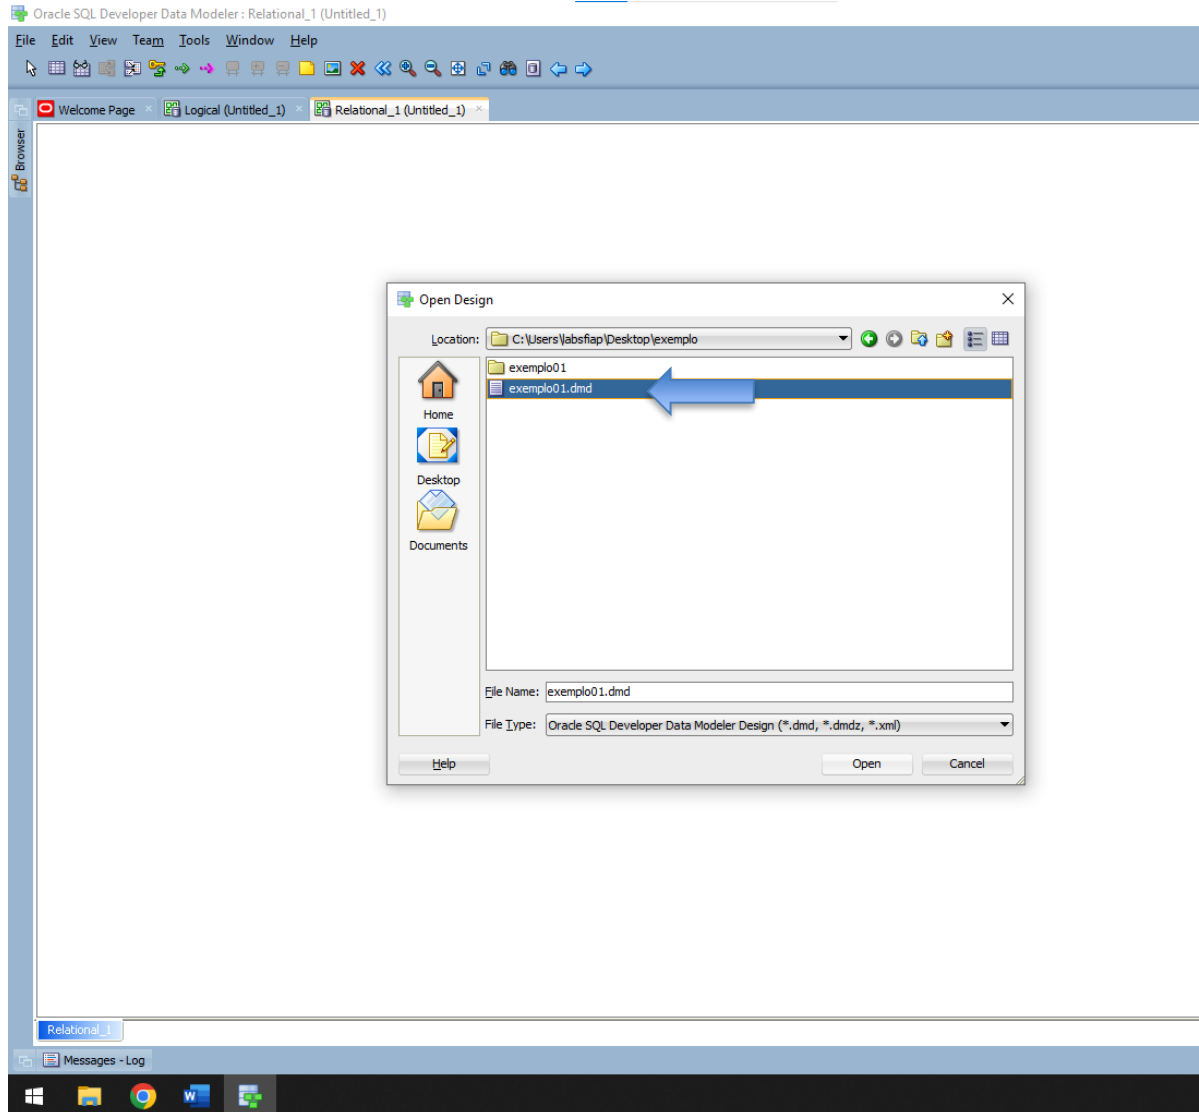 Oracle SQL Developer Data Modeler : Relational_1 (Untitled_1)
File Edit View Team Tools Window Help
Welcome Page Logical (Untitled_1) Relational_1 (Untitled_1)
Browser
Open Design
Location: C:\Users\labsfiap\Desktop\exemplo
exemplo01
exemplo01.dmd
Home
Desktop
Documents
File Name: exemplo01.dmd
File Type: Oracle SQL Developer Data Modeler Design (*.dmd, *.dmdz, *.xml)
Help Open Cancel
Relational_1
Messages - Log